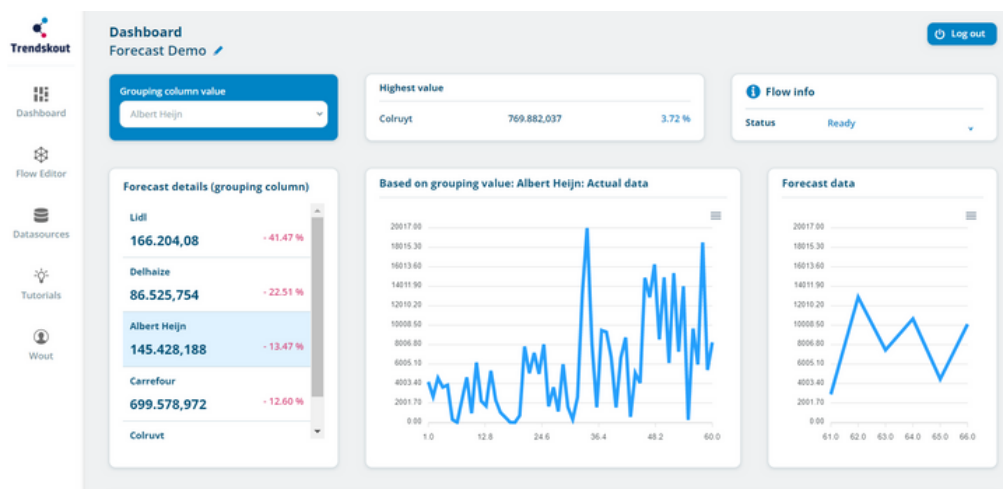 Trendskout
Dashboard
Flow Editor
Datasources
Tutorials
Wout
Dashboard
Forecast Demo
Log out
Grouping column value
Albert Heijn
Highest value
Colruyt 769.882,037 3.72 %
Flow info
Status Ready
Forecast details (grouping column)
Lidl
166.204,08 - 41.47 %
Delhaize
86.525,754 - 22.51 %
Albert Heijn
145.428,188 - 13.47 %
Carrefour
699.578,972 - 12.60 %
Colruyt
Based on grouping value: Albert Heijn: Actual data
20017.00
18015.30
16013.60
14011.90
12010.20
10008.50
8006.80
6005.10
4003.40
2001.70
0.00
1.0 12.8 24.6 36.4 48.2 60.0
Forecast data
20017.00
18015.30
16013.60
14011.90
12010.20
10008.50
8006.80
6005.10
4003.40
2001.70
0.00
61.0 62.0 63.0 64.0 65.0 66.0